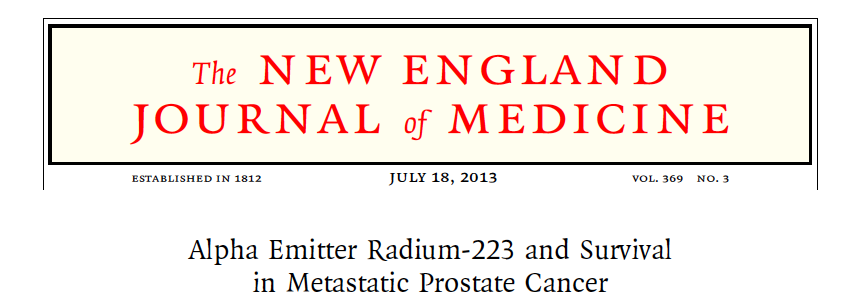 The NEW ENGLAND
JOURNAL of MEDICINE
ESTABLISHED IN 1812 JULY 18, 2013 VOL. 369 NO. 3
Alpha Emitter Radium-223 and Survival
in Metastatic Prostate Cancer